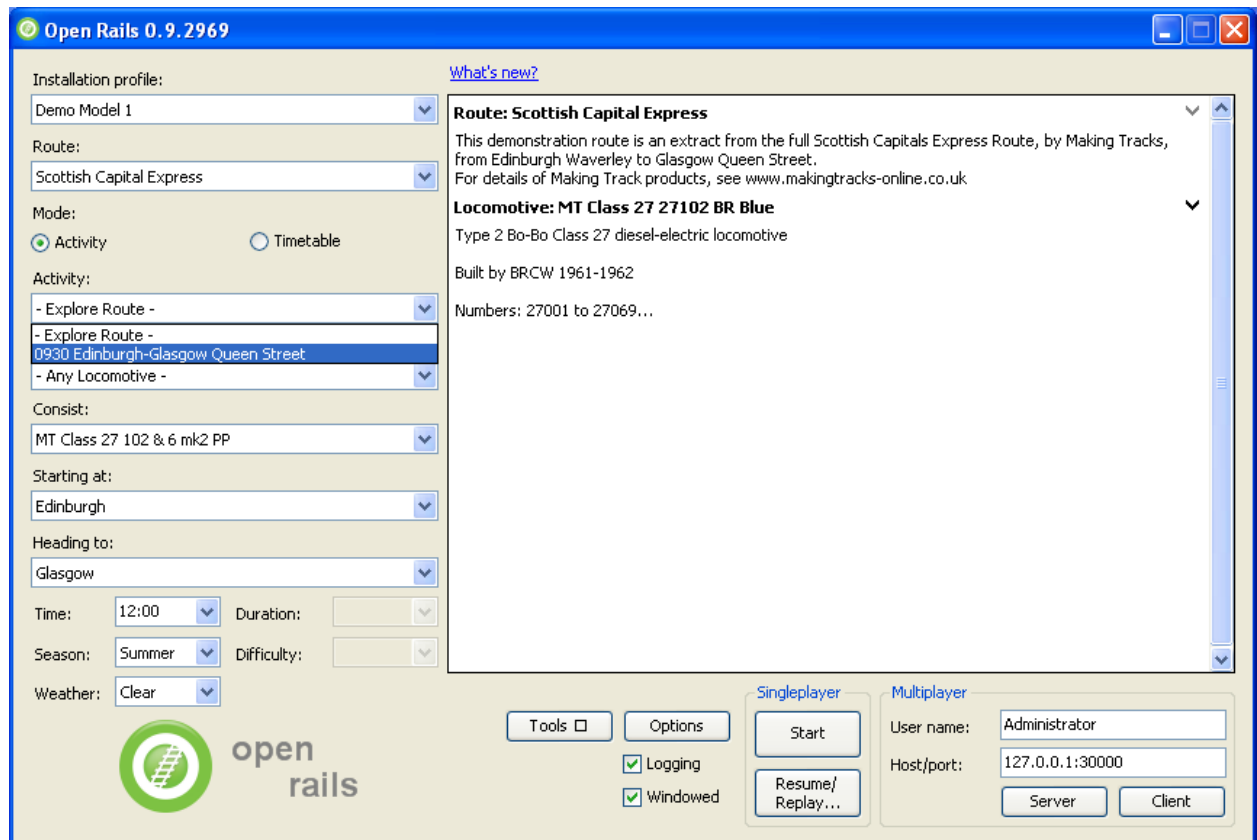 Open Rails 0.9.2969
Installation profile:
Demo Model 1
Route:
Scottish Capital Express
Mode:
Activity
Timetable
Activity:
- Explore Route -
- Explore Route -
0930 Edinburgh-Glasgow Queen Street
- Any Locomotive -
Consist:
MT Class 27 102 & 6 mk2 PP
Starting at:
Edinburgh
Heading to:
Glasgow
Time:
12:00
Duration:
Season:
Summer
Difficulty:
Weather:
Clear
open
rails
What's new?
Route: Scottish Capital Express
This demonstration route is an extract from the full Scottish Capitals Express Route, by Making Tracks,
from Edinburgh Waverley to Glasgow Queen Street.
For details of Making Track products, see www.makingtracks-online.co.uk
Locomotive: MT Class 27 27102 BR Blue
Type 2 Bo-Bo Class 27 diesel-electric locomotive
Built by BRCW 1961-1962
Numbers: 27001 to 27069...
Tools
Options
Logging
Windowed
Singleplayer
Start
Resume/
Replay...
Multiplayer
User name:
Administrator
Host/port:
127.0.0.1:30000
Server
Client